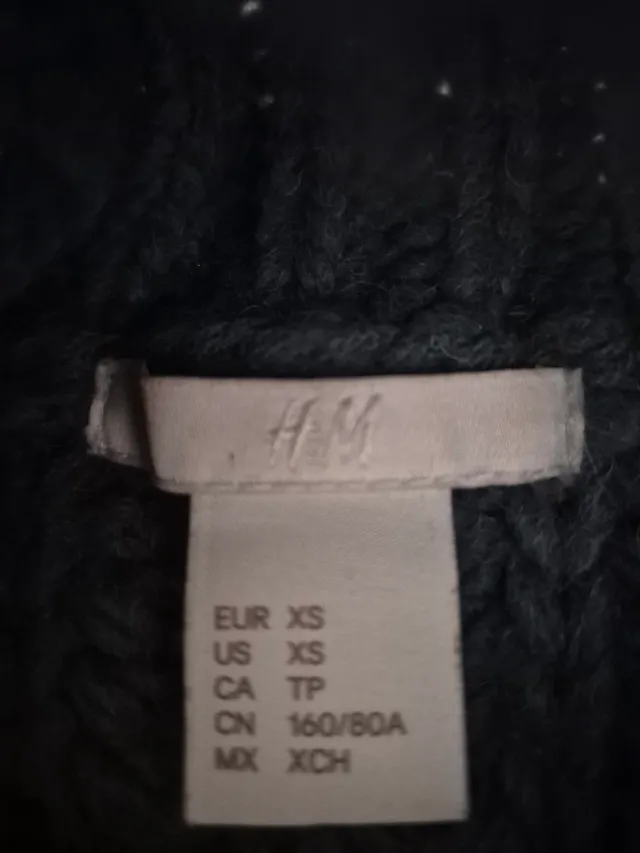 H&M
EUR XS
US XS
CA TP
CN 160/80A
MX XCH